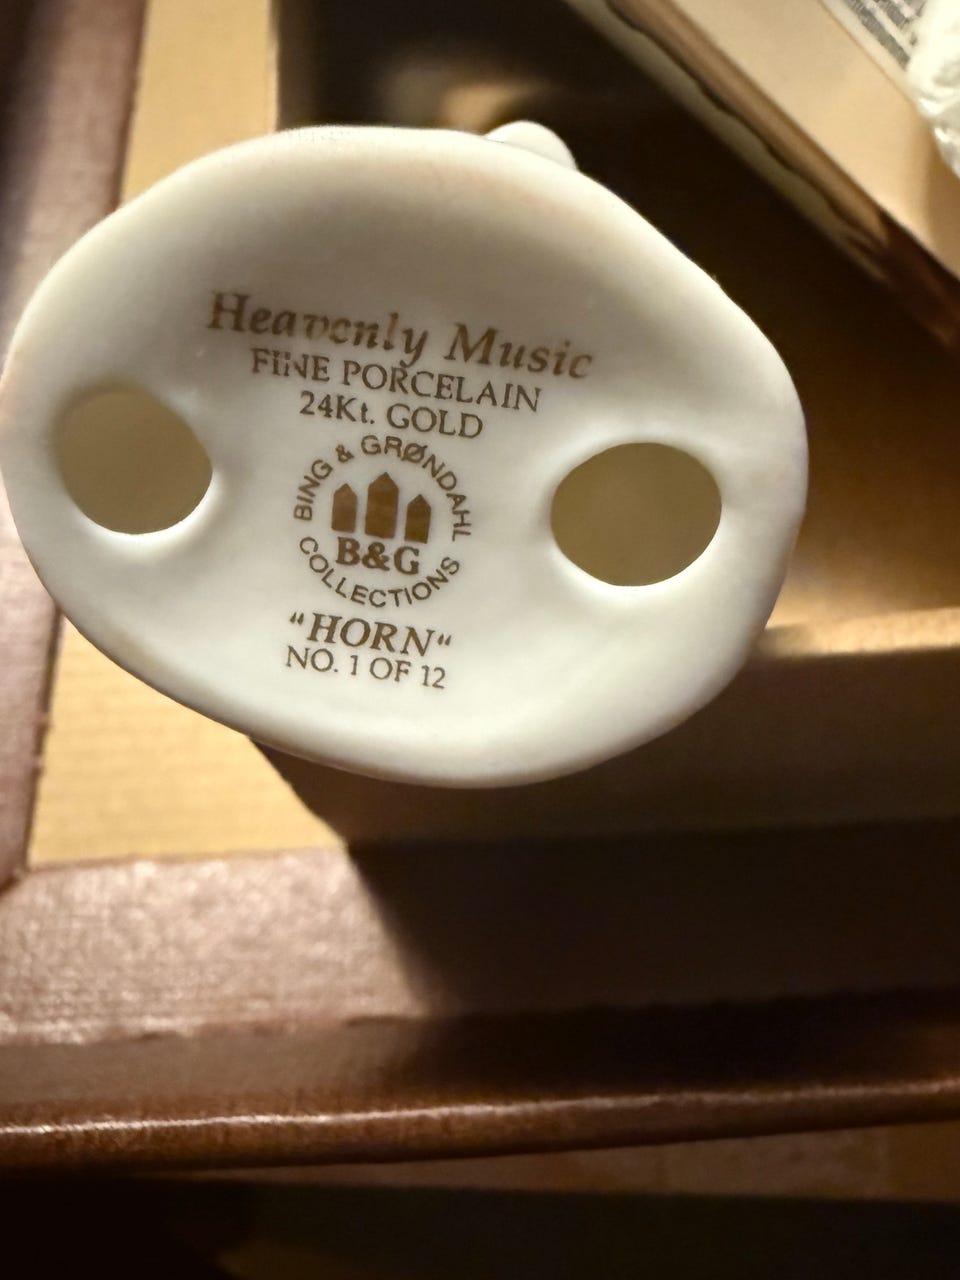 Heavenly Music
FINE PORCELAIN
24Kt. GOLD
BING & GRØNDAHL
B&G
COLLECTIONS
“HORN“
NO. 1 OF 12